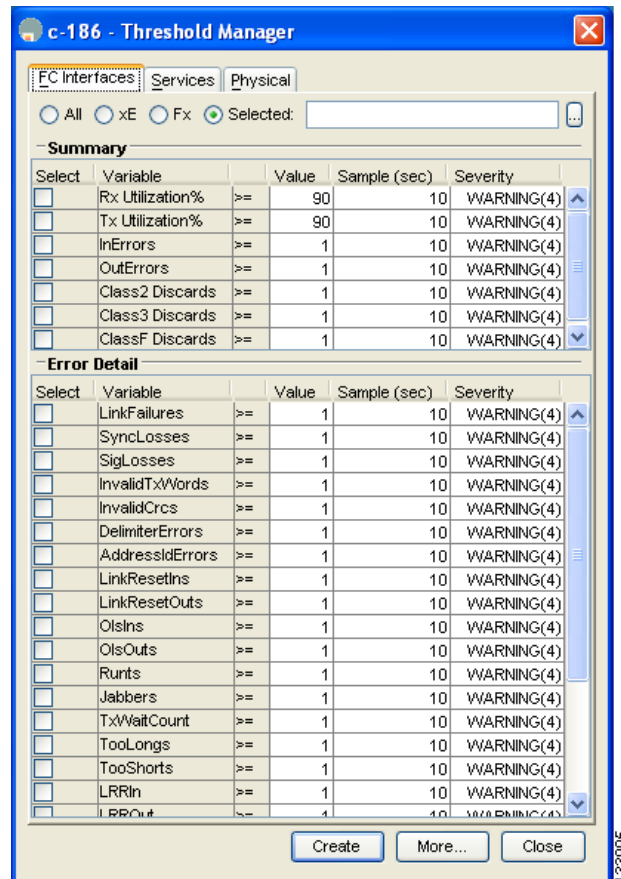 c-186 - Threshold Manager
FC Interfaces Services Physical
All xE Fx Selected: ...
Summary
Select Variable Value Sample (sec) Severity
Rx Utilization% >= 90 10 WARNING(4)
Tx Utilization% >= 90 10 WARNING(4)
InErrors >= 1 10 WARNING(4)
OutErrors >= 1 10 WARNING(4)
Class2 Discards >= 1 10 WARNING(4)
Class3 Discards >= 1 10 WARNING(4)
ClassF Discards >= 1 10 WARNING(4)
Error Detail
Select Variable Value Sample (sec) Severity
LinkFailures >= 1 10 WARNING(4)
SyncLosses >= 1 10 WARNING(4)
SigLosses >= 1 10 WARNING(4)
InvalidTxWords >= 1 10 WARNING(4)
InvalidCrcs >= 1 10 WARNING(4)
DelimiterErrors >= 1 10 WARNING(4)
AddressIdErrors >= 1 10 WARNING(4)
LinkResetIns >= 1 10 WARNING(4)
LinkResetOuts >= 1 10 WARNING(4)
OlsIns >= 1 10 WARNING(4)
OlsOuts >= 1 10 WARNING(4)
Runts >= 1 10 WARNING(4)
Jabbers >= 1 10 WARNING(4)
TxWaitCount >= 1 10 WARNING(4)
TooLongs >= 1 10 WARNING(4)
TooShorts >= 1 10 WARNING(4)
LRRIn >= 1 10 WARNING(4)
LRROut >= 1 10 WARNING(4)
Create More... Close